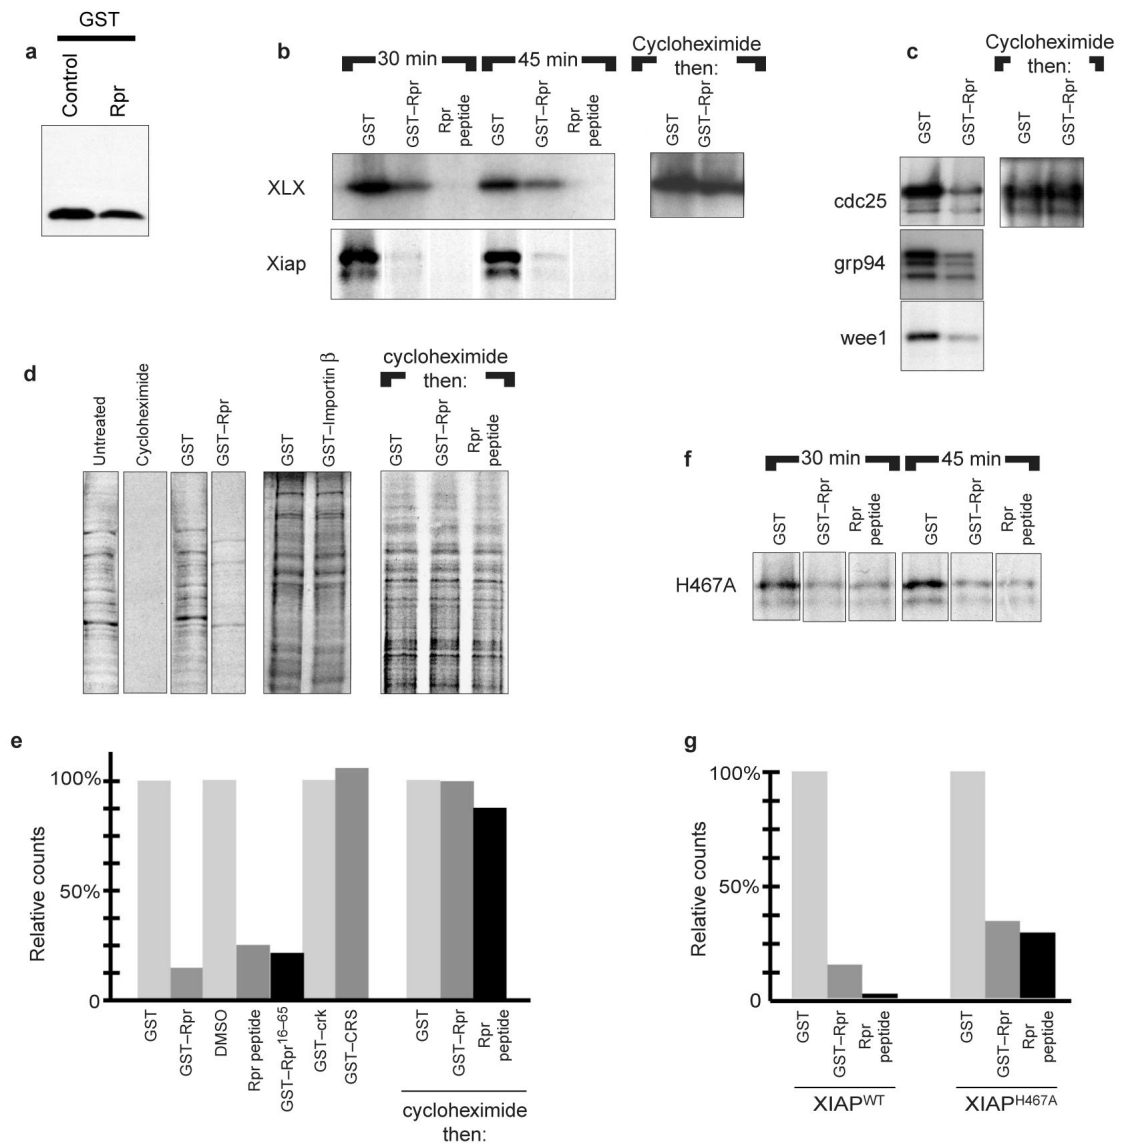 a
GST
Control
Rpr
b
30 min
45 min
Cycloheximide
then:
GST
GST–Rpr
Rpr
peptide
GST
GST–Rpr
Rpr
peptide
GST
GST–Rpr
XLX
Xiap
c
Cycloheximide
then:
GST
GST–Rpr
GST
GST–Rpr
cdc25
grp94
wee1
d
Untreated
Cycloheximide
GST
GST–Rpr
GST
GST–Importin β
cycloheximide
then:
GST
GST–Rpr
Rpr
peptide
f
30 min
45 min
GST
GST–Rpr
Rpr
peptide
GST
GST–Rpr
Rpr
peptide
H467A
e
Relative counts
100%
50%
0
GST
GST–Rpr
DMSO
Rpr peptide
GST–Rpr16–65
GST–crk
GST–CRS
GST
GST–Rpr
Rpr
peptide
cycloheximide
then:
g
Relative counts
100%
50%
0
GST
GST–Rpr
Rpr
peptide
GST
GST–Rpr
Rpr
peptide
XIAPWT
XIAPH467A